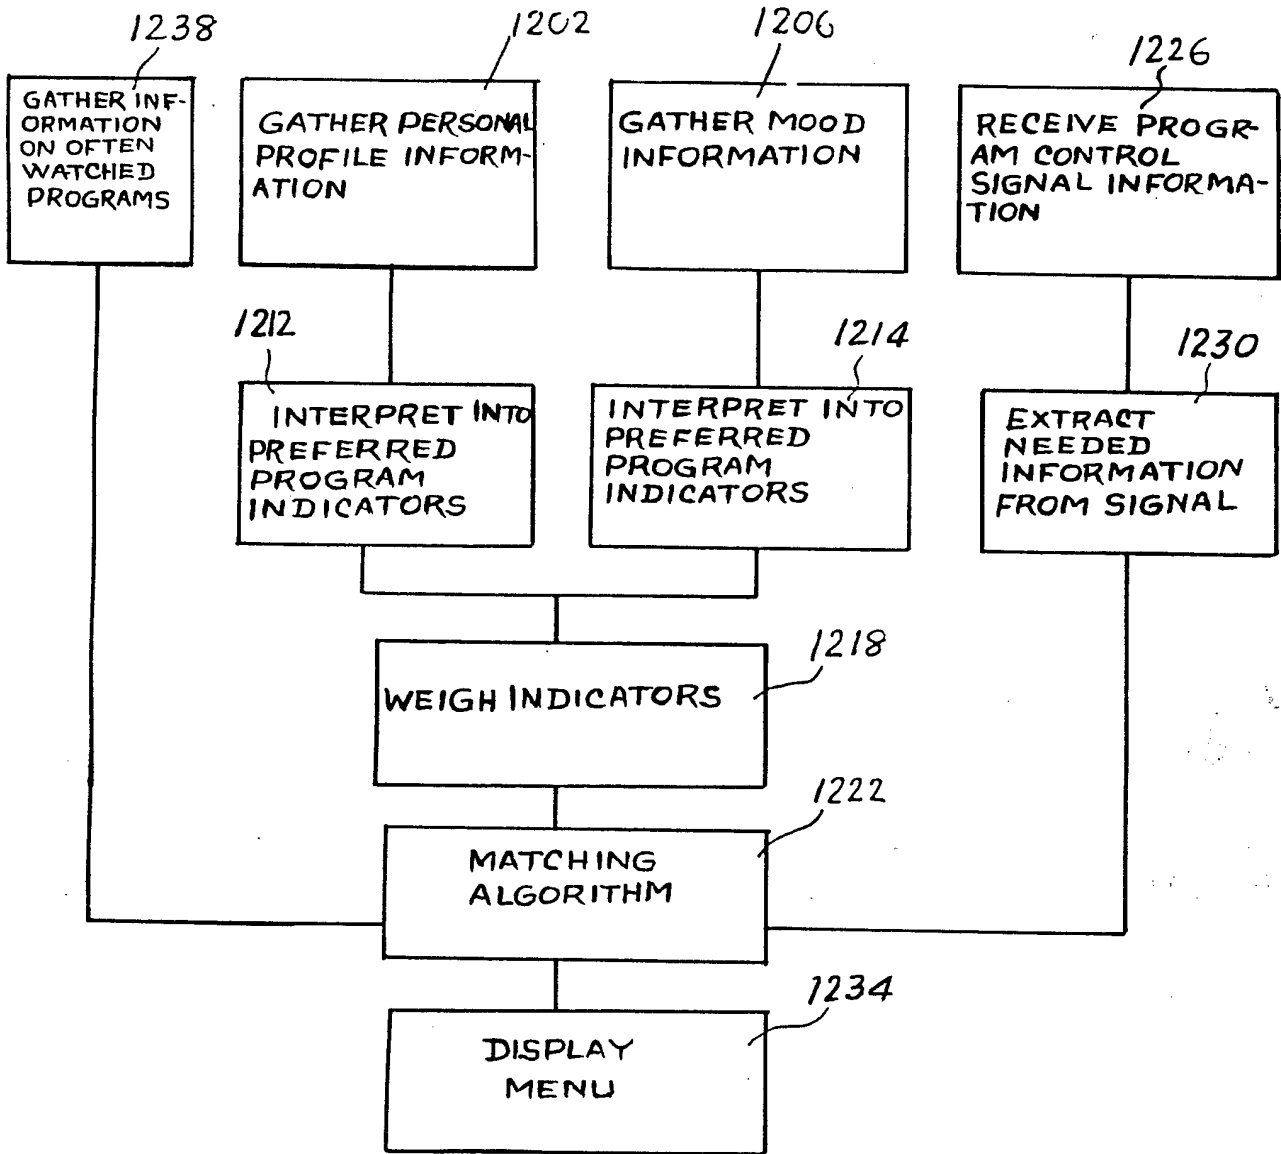 1238
GATHER INF-
ORMATION
ON OFTEN
WATCHED
PROGRAMS
1202
GATHER PERSONAL
PROFILE INFORM-
ATION
1206
GATHER MOOD
INFORMATION
1226
RECEIVE PROGR-
AM CONTROL
SIGNAL INFORMA-
TION
1212
INTERPRET INTO
PREFERRED
PROGRAM
INDICATORS
1214
INTERPRET INTO
PREFERRED
PROGRAM
INDICATORS
1230
EXTRACT
NEEDED
INFORMATION
FROM SIGNAL
1218
WEIGH INDICATORS
1222
MATCHING
ALGORITHM
1234
DISPLAY
MENU